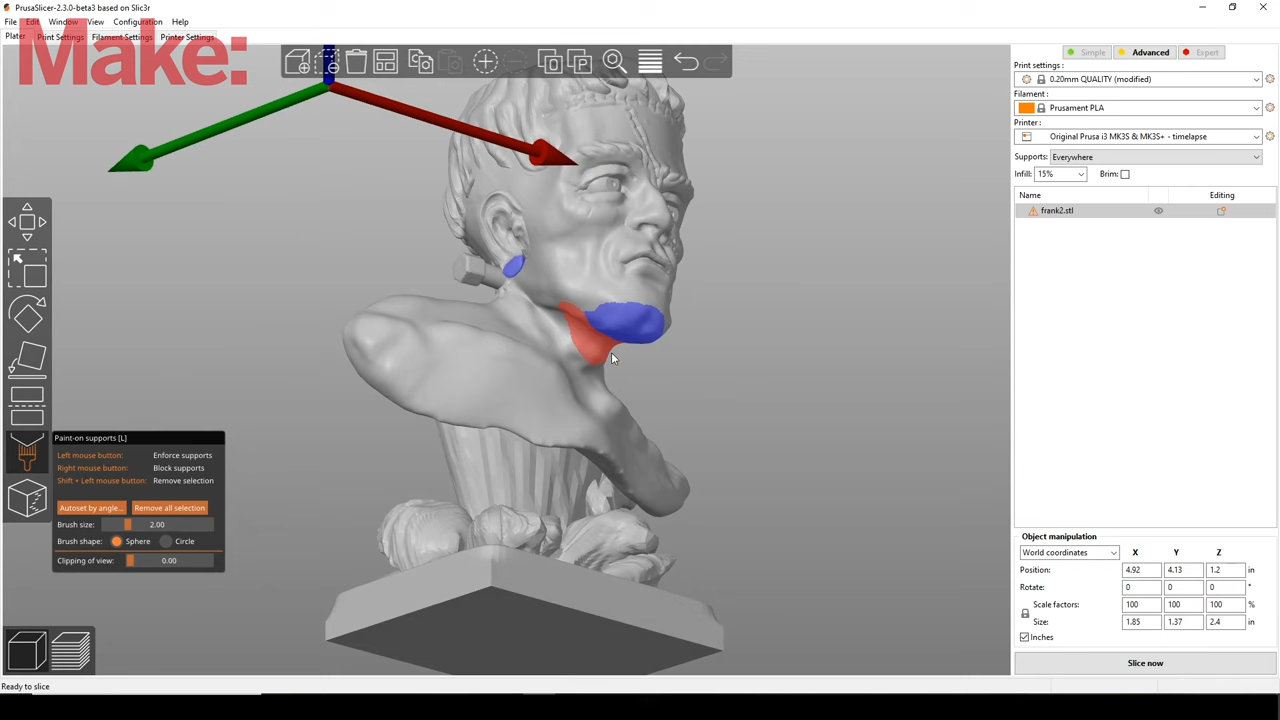 PrusaSlicer-2.3.0-beta3 based on Slic3r
File Edit Window View Configuration Help
Plater Print Settings Filament Settings Printer Settings
Make:
Simple Advanced Expert
Print settings:
0.20mm QUALITY (modified)
Filament:
Prusament PLA
Printer :
Original Prusa i3 MK3S & MK3S+ - timelapse
Supports: Everywhere
Infill: 15% Brim:
Name Editing
frank2.stl
Paint-on supports [L]
Left mouse button: Enforce supports
Right mouse button: Block supports
Shift + Left mouse button: Remove selection
Autoset by angle... Remove all selection
Brush size: 2.00
Brush shape: Sphere Circle
Clipping of view: 0.00
Object manipulation
World coordinates X Y Z
Position: 4.92 4.13 1.2 in
Rotate: 0 0 0 °
Scale factors: 100 100 100 %
Size: 1.85 1.37 2.4 in
Inches
Slice now
Ready to slice